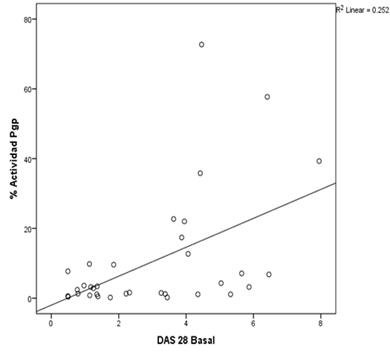 R2 Linear = 0.252
80
60
40
20
0
% Actividad Pgp
0 2 4 6 8
DAS 28 Basal